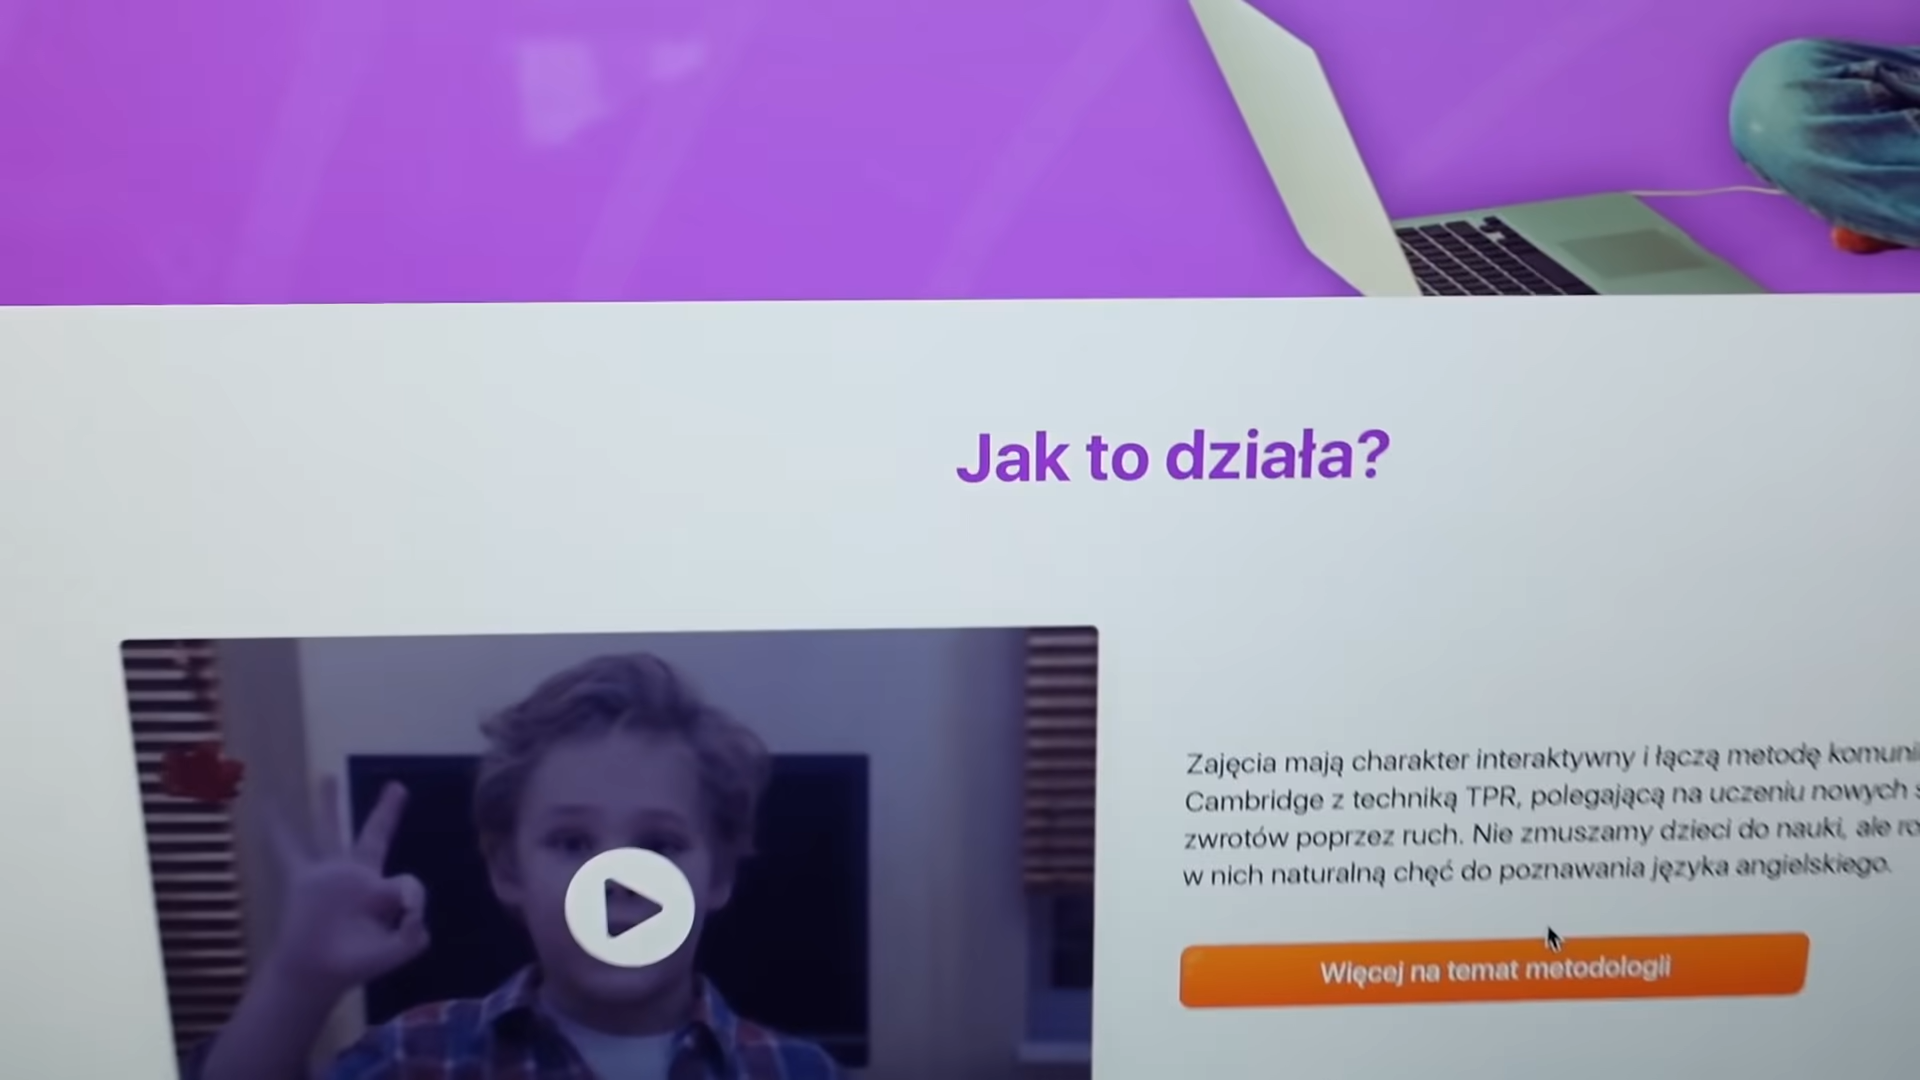 Jak to działa?
Zajęcia mają charakter interaktywny i łączą metodę
Cambridge z techniką TPR, polegającą na uczeniu nowych
zwrotów poprzez ruch. Nie zmuszamy dzieci do nauki, ale
w nich naturalną chęć do poznawania języka angielskiego.
Więcej na temat metodologii